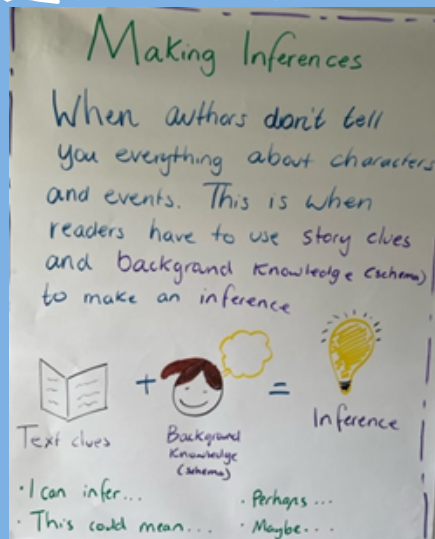 Making Inferences
When authors don't tell
you everything about characters
and events. This is when
readers have to use story clues
and backgrand knowledge (schema)
to make an inference
+ =
Text clues
Backgrand
Knowledge
(schema)
Inference
· I can infer...
· This could mean...
· Perhaps ...
· Maybe...